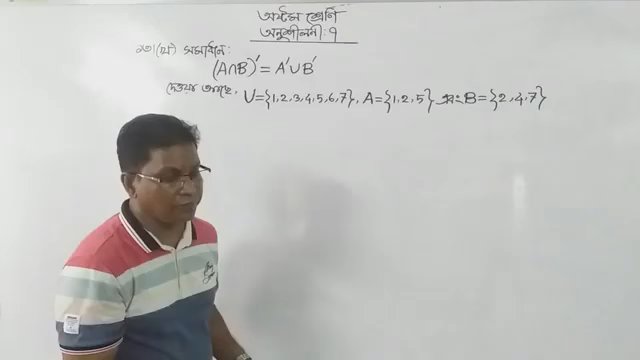 অষ্টম শ্রেণি
অনুশীলনী: ৭
সমাধান:
(A∩B)′ = A′∪B′
দেওয়া আছে, U={1,2,3,4,5,6,7}, A={1,2,5} এবং B={2,4,7}